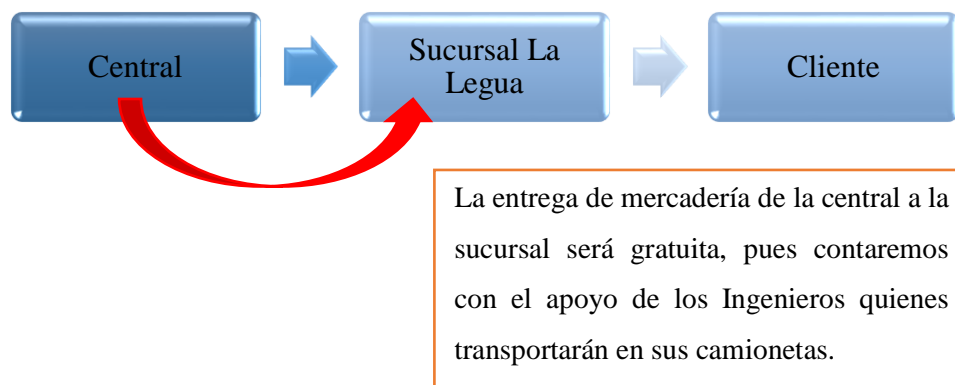 Central
Sucursal La
Legua
Cliente
La entrega de mercadería de la central a la
sucursal será gratuita, pues contaremos
con el apoyo de los Ingenieros quienes
transportarán en sus camionetas.